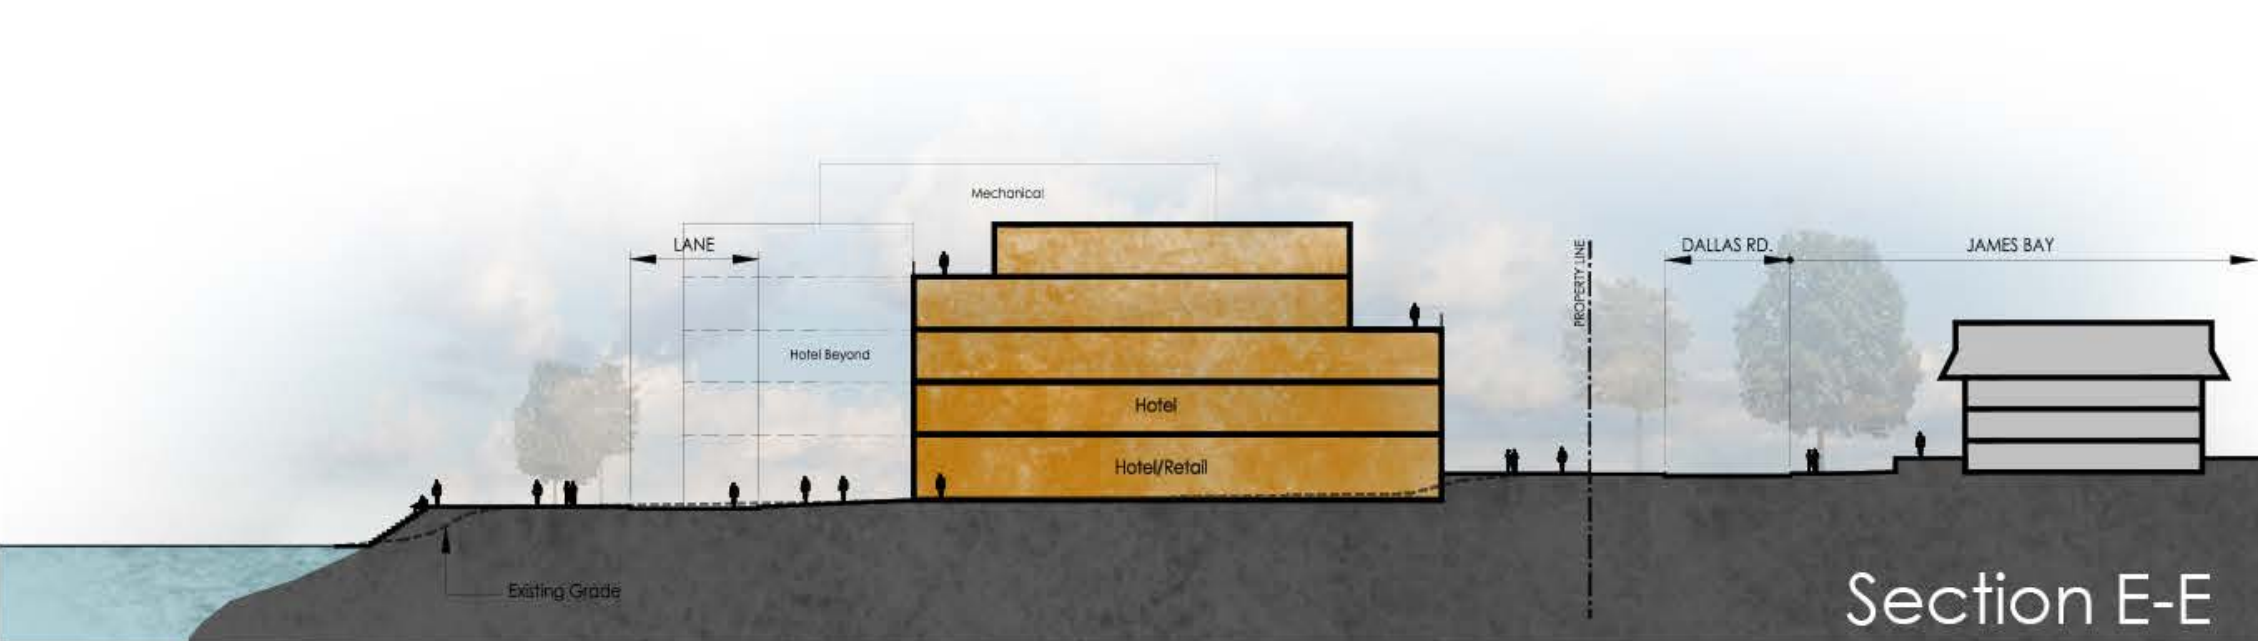 Mechanical
LANE
PROPERTY LINE
DALLAS RD.
JAMES BAY
Hotel Beyond
Hotel
Hotel/Retail
Existing Grade
Section E-E